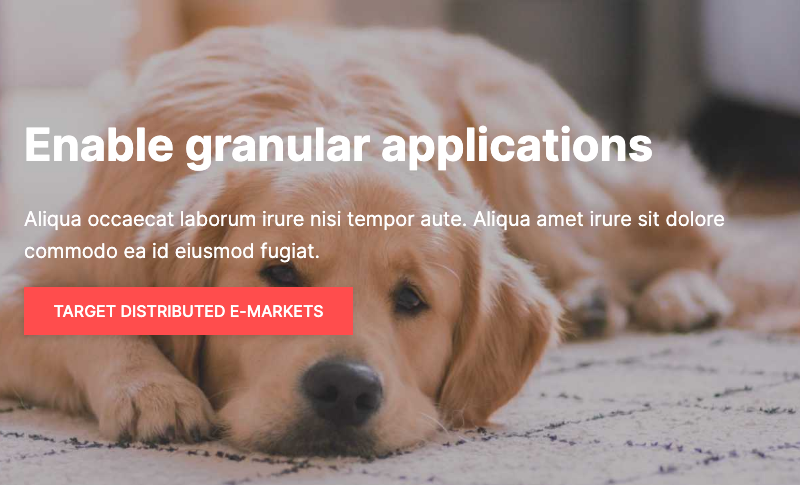 Enable granular applications
Aliqua occaecat laborum irure nisi tempor aute. Aliqua amet irure sit dolore
commodo ea id eiusmod fugiat.
TARGET DISTRIBUTED E-MARKETS